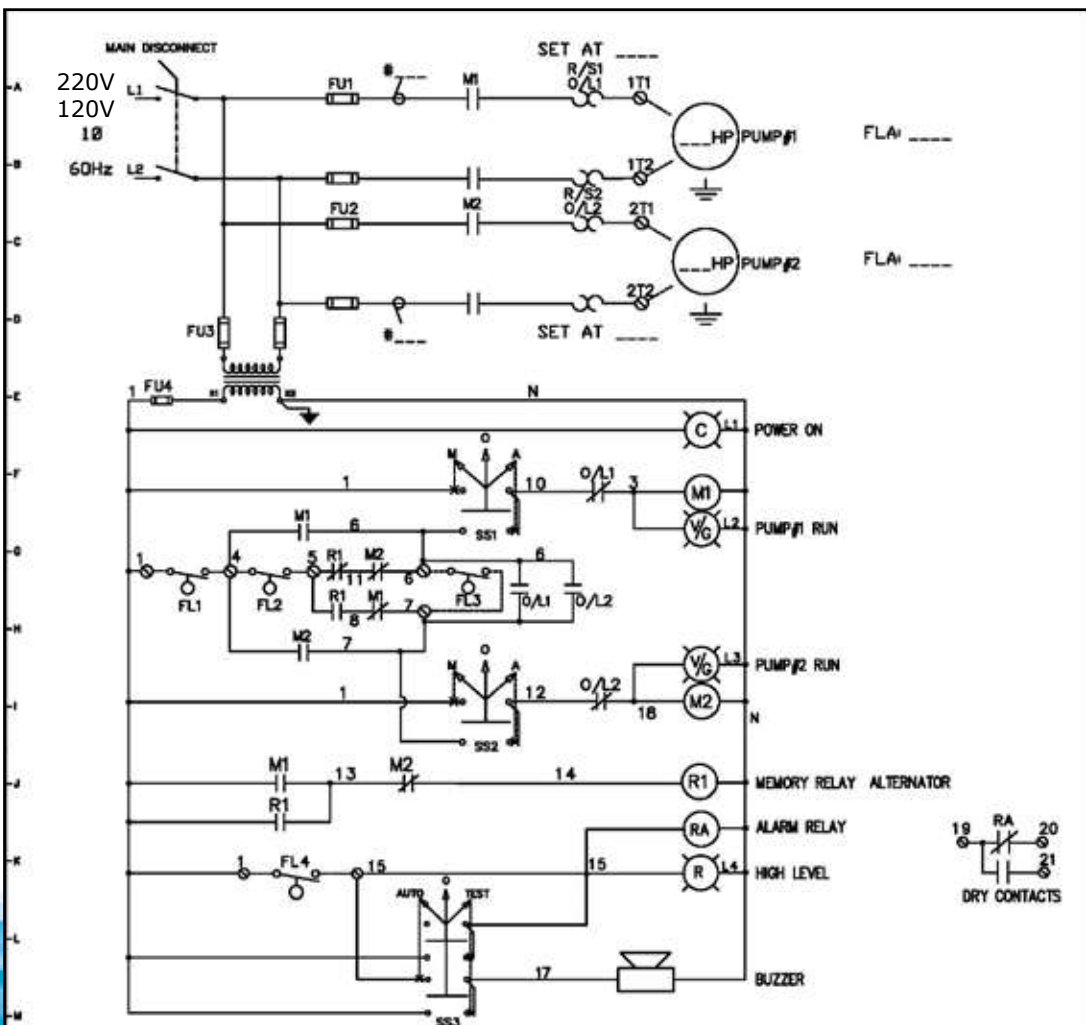 MAIN DISCONNECT
SET AT ____
A
220V
L1
FU1
#___
M1
R/S1
O/L1
1T1
120V
1Ø
___HP PUMP#1
FLA: ____
B
60Hz
L2
1T2
R/S2
FU2
M2
O/L2
2T1
C
___HP PUMP#2
FLA: ____
2T2
D
FU3
#___
SET AT ____
E
1
FU4
X1
X2
N
C
L1
POWER ON
F
M
O
A
1
10
O/L1
3
M1
SS1
V/G
L2
PUMP#1 RUN
G
M1
6
1
4
5
R1
M2
6
6
11
FL1
FL2
FL3
O/L1
O/L2
R1
M1
7
8
H
M2
7
O
V/G
L3
PUMP#2 RUN
M
A
I
1
12
O/L2
18
M2
N
SS2
J
M1
13
M2
14
R1
MEMORY RELAY ALTERNATOR
R1
RA
ALARM RELAY
19
RA
20
21
DRY CONTACTS
K
1
FL4
15
15
R
L4
HIGH LEVEL
O
AUTO
TEST
L
17
BUZZER
M
SS3